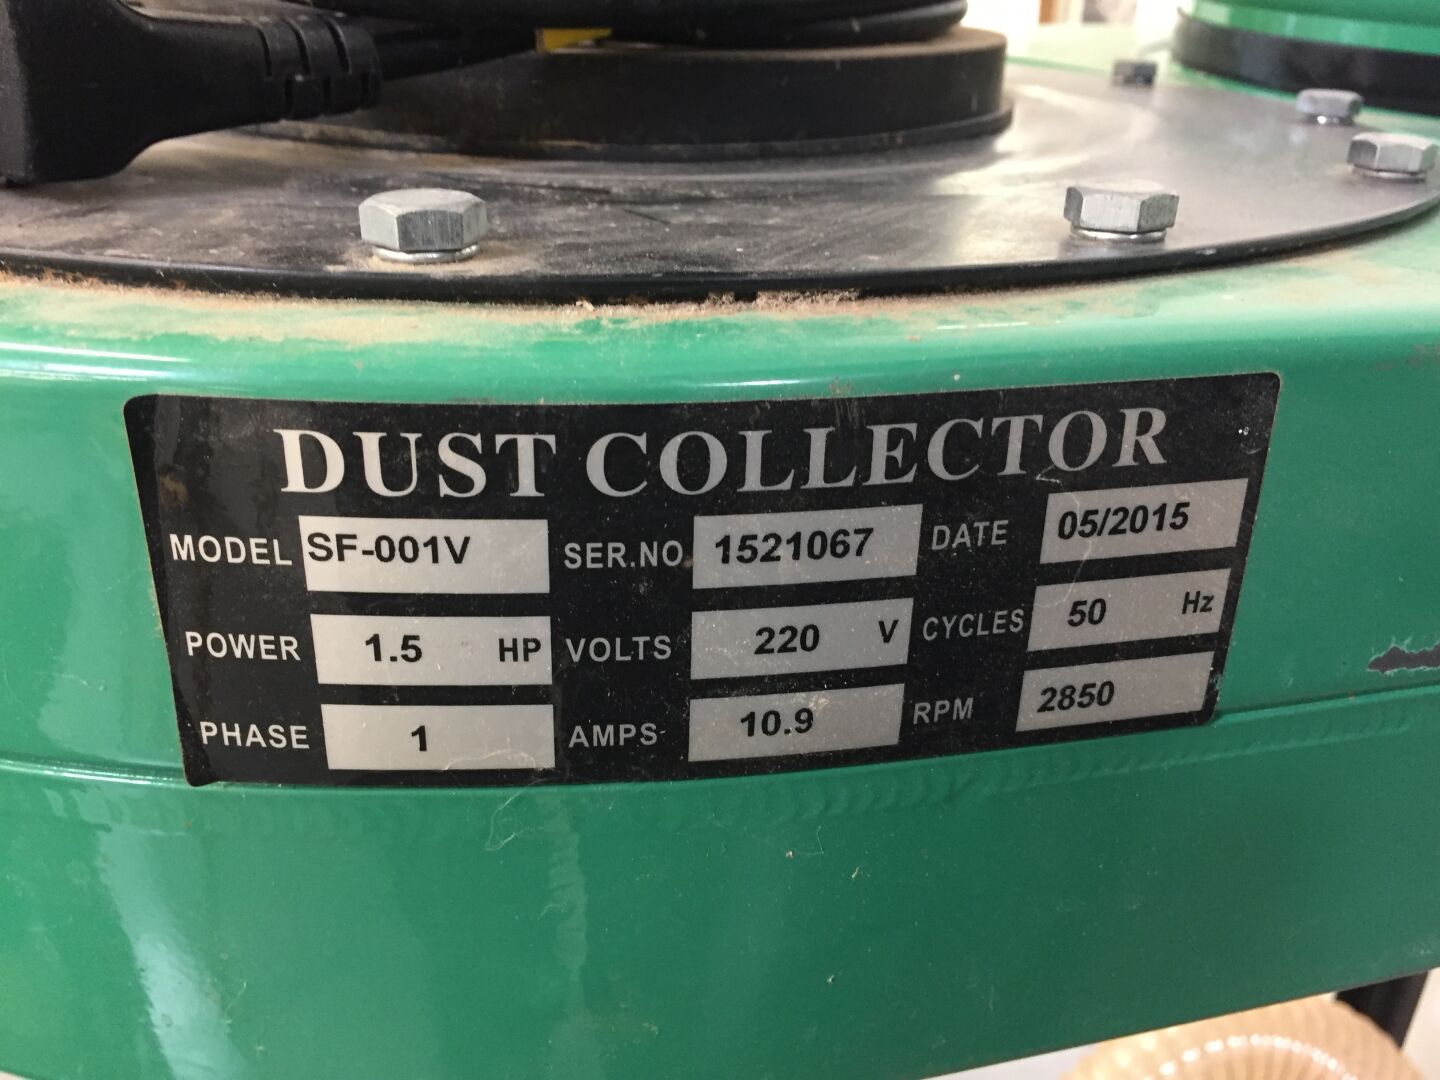 DUST COLLECTOR
MODEL SF-001V SER.NO 1521067 DATE 05/2015
POWER 1.5 HP VOLTS 220 V CYCLES 50 Hz
PHASE 1 AMPS 10.9 RPM 2850